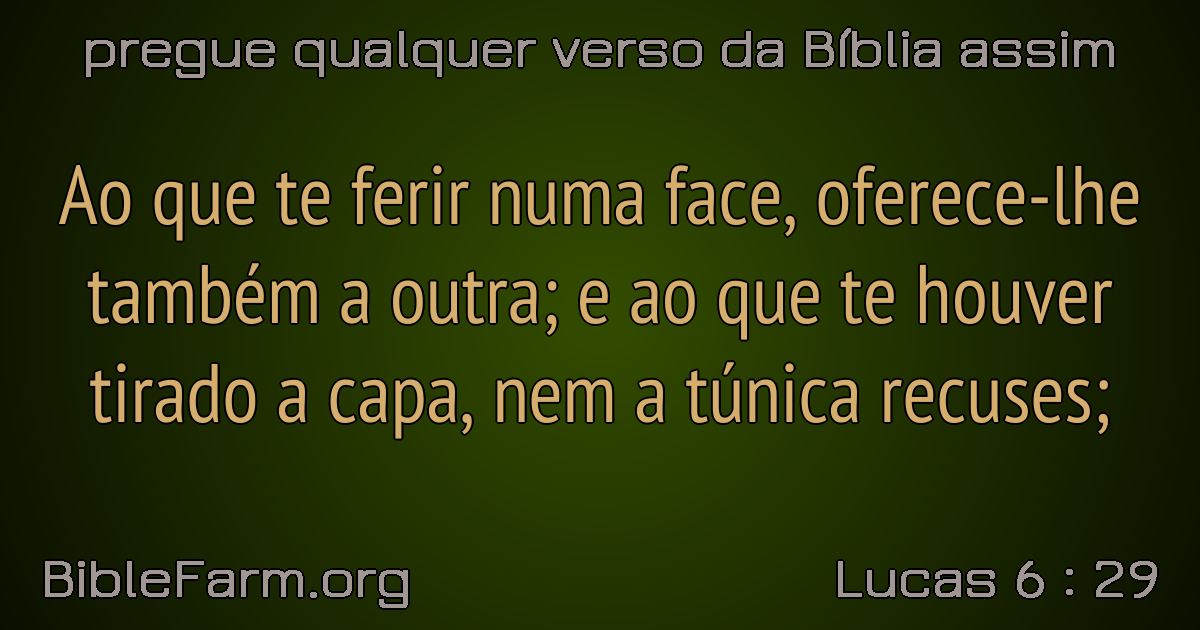 pregue qualquer verso da Bíblia assim
Ao que te ferir numa face, oferece-lhe
também a outra; e ao que te houver
tirado a capa, nem a túnica recuses;
BibleFarm.org
Lucas 6 : 29